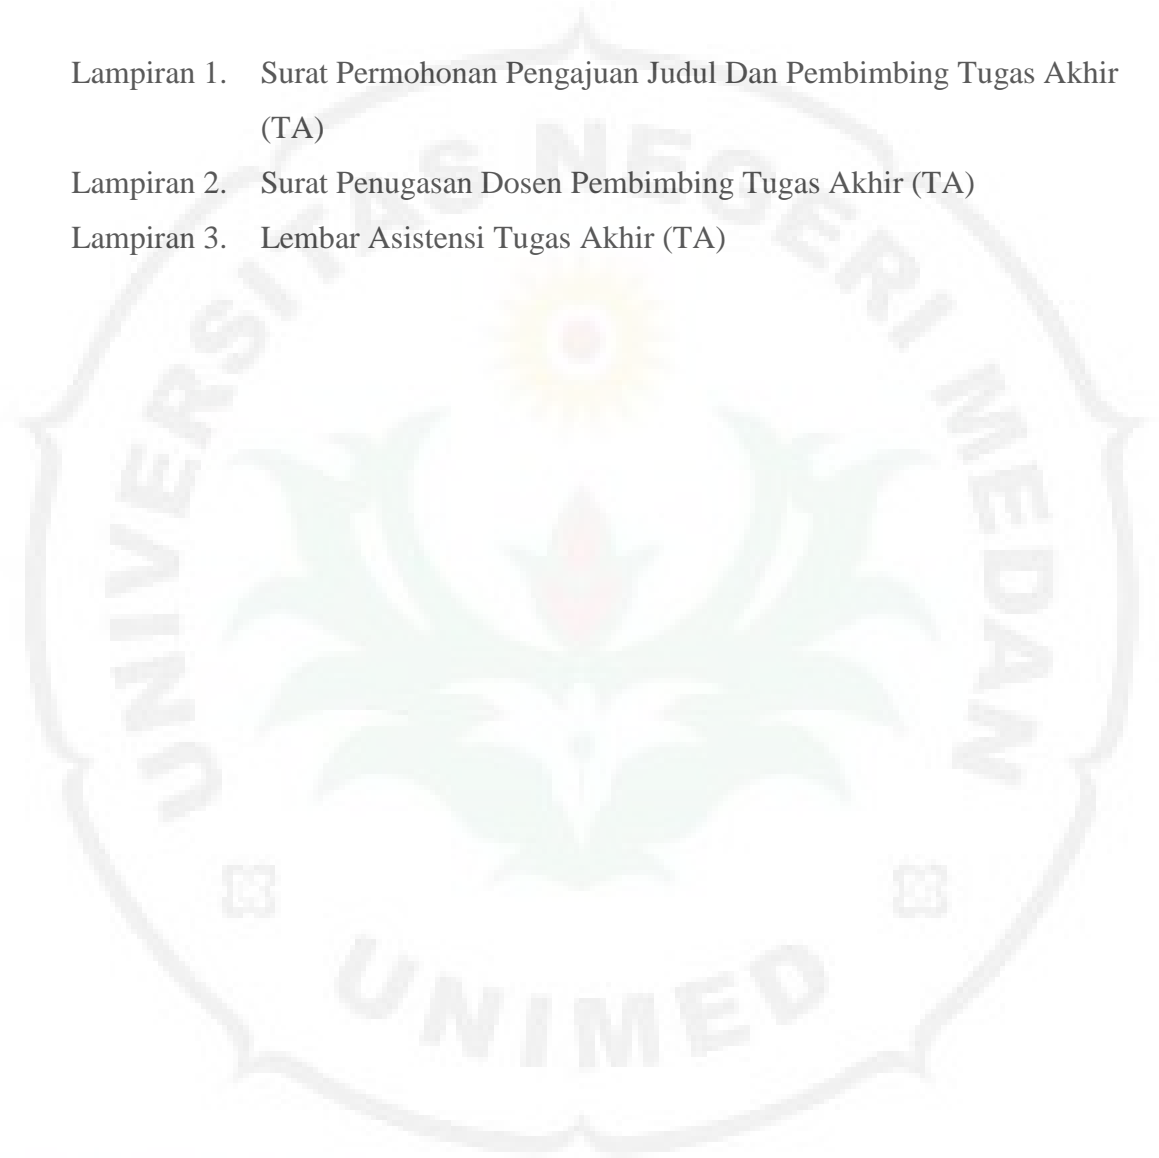 Lampiran 1. Surat Permohonan Pengajuan Judul Dan Pembimbing Tugas Akhir
(TA)
Lampiran 2. Surat Penugasan Dosen Pembimbing Tugas Akhir (TA)
Lampiran 3. Lembar Asistensi Tugas Akhir (TA)
UNIVERSITAS NEGERI MEDAN
UNIMED